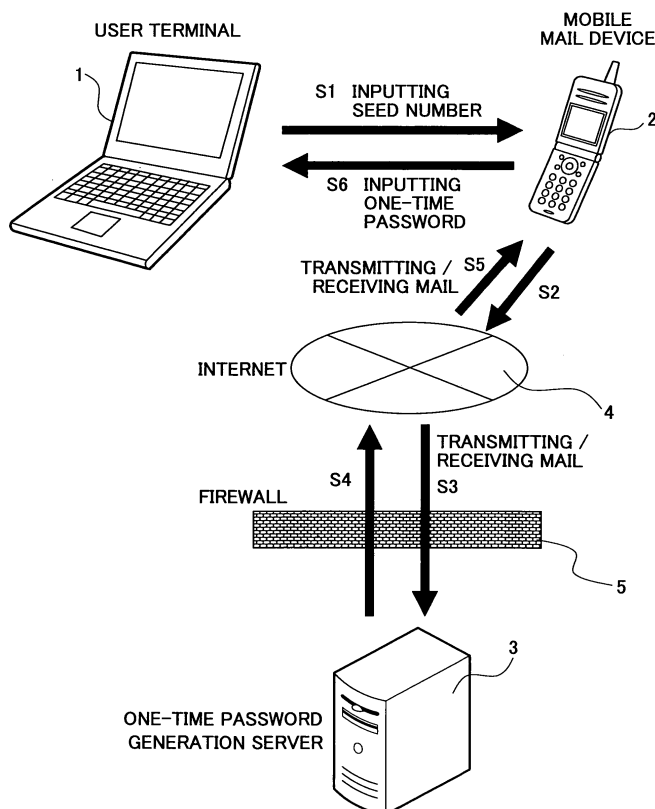 USER TERMINAL
MOBILE
MAIL DEVICE
1
S1 INPUTTING
SEED NUMBER
2
S6 INPUTTING
ONE-TIME
PASSWORD
TRANSMITTING /
RECEIVING MAIL
S5
S2
INTERNET
4
TRANSMITTING /
RECEIVING MAIL
S4
S3
FIREWALL
5
3
ONE-TIME PASSWORD
GENERATION SERVER